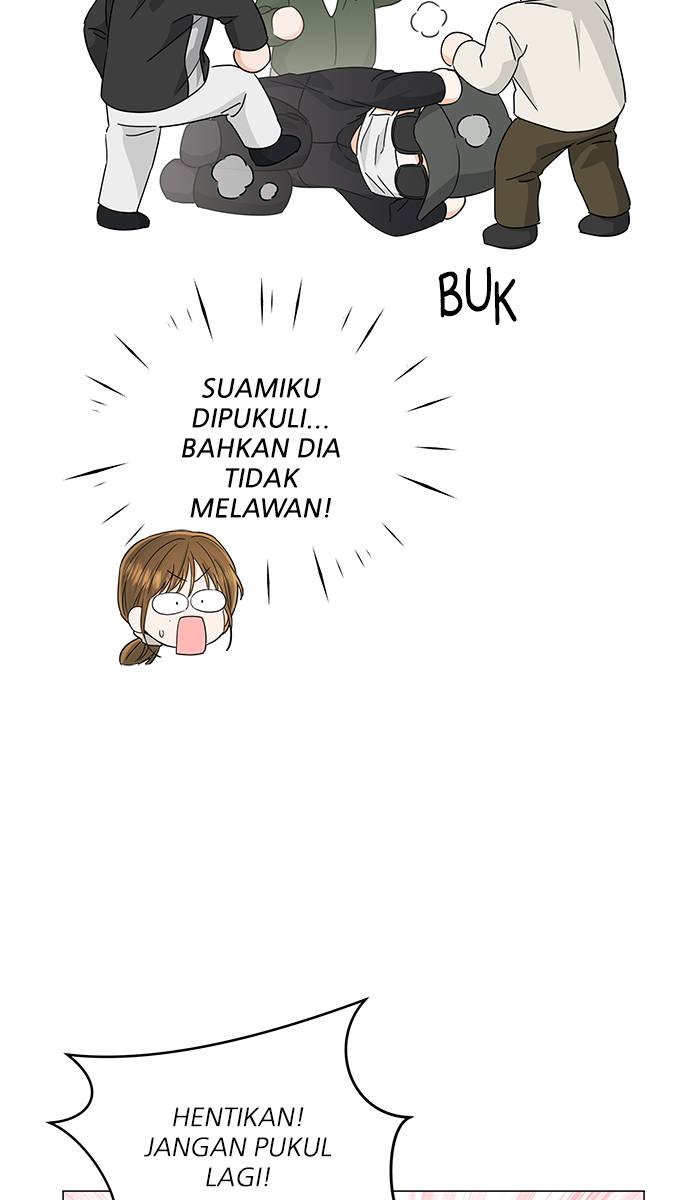 BUK
SUAMIKU
DIPUKULI...
BAHKAN DIA
TIDAK
MELAWAN!
HENTIKAN!
JANGAN PUKUL
LAGI!